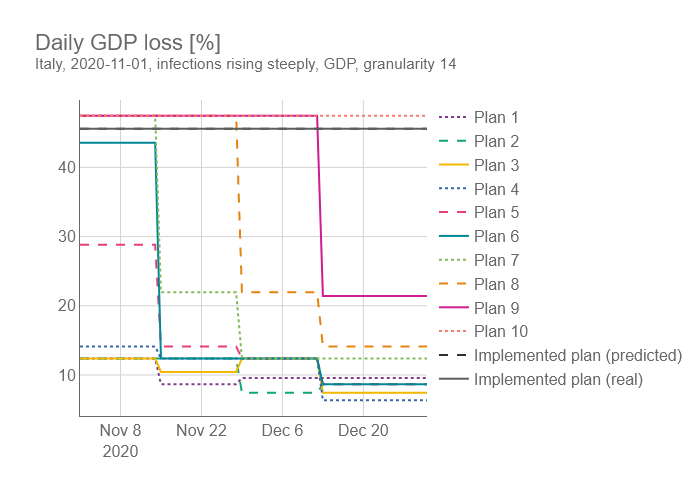 Daily GDP loss [%]
Italy, 2020-11-01, infections rising steeply, GDP, granularity 14
40
30
20
10
Nov 8
2020
Nov 22
Dec 6
Dec 20
Plan 1
Plan 2
Plan 3
Plan 4
Plan 5
Plan 6
Plan 7
Plan 8
Plan 9
Plan 10
Implemented plan (predicted)
Implemented plan (real)